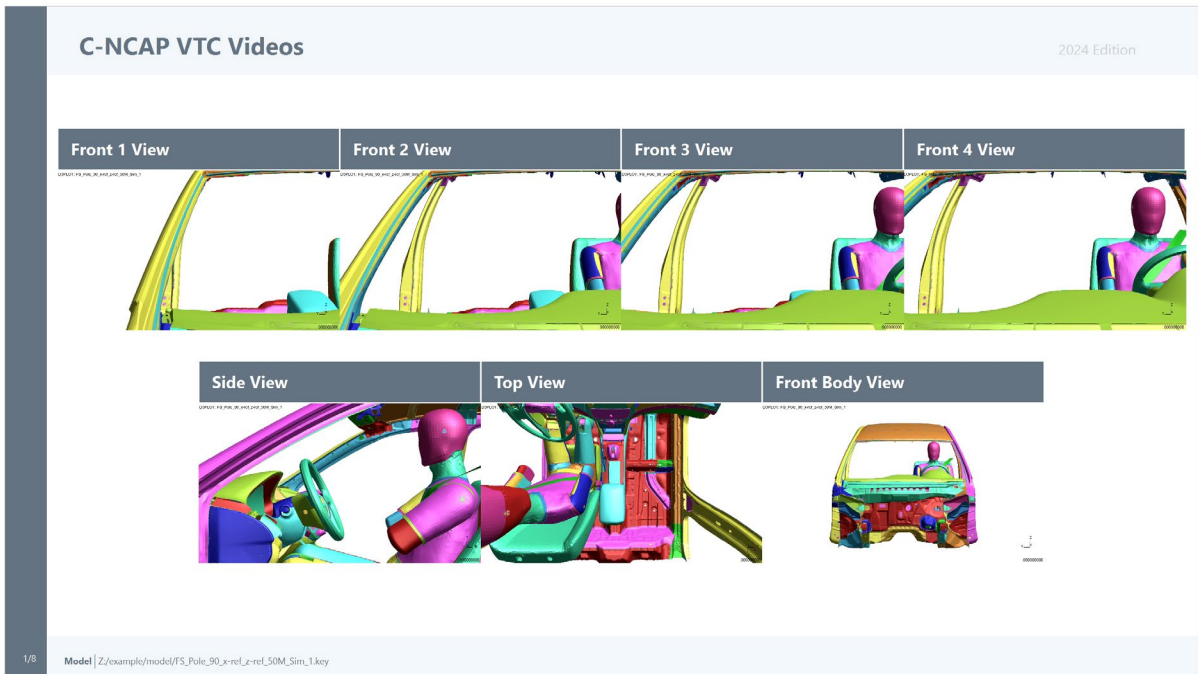 C-NCAP VTC Videos
2024 Edition
Front 1 View
Front 2 View
Front 3 View
Front 4 View
Side View
Top View
Front Body View
1/8
Model Z:/example/model/FS_Pole_90_x-ref_z-ref_50M_Sim_1.key